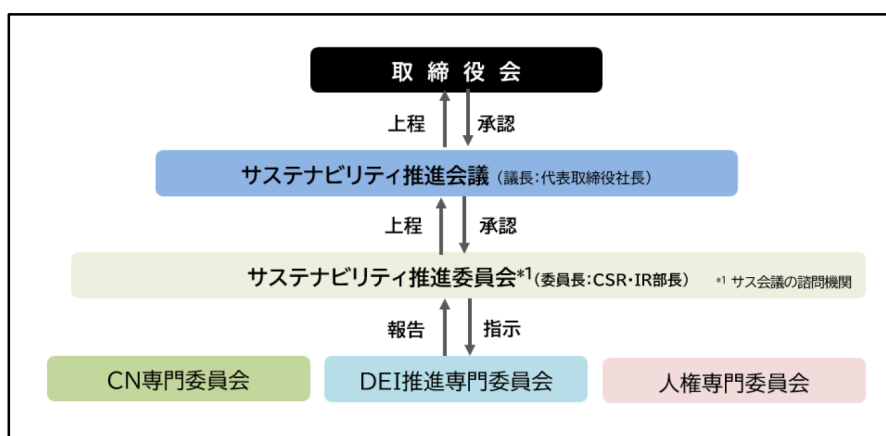 取締役会
上程 承認
サステナビリティ推進会議 (議長:代表取締役社長)
上程 承認
サステナビリティ推進委員会*1(委員長:CSR・IR部長) *1 サス会議の諮問機関
報告 指示
CN専門委員会 DEI推進専門委員会 人権専門委員会